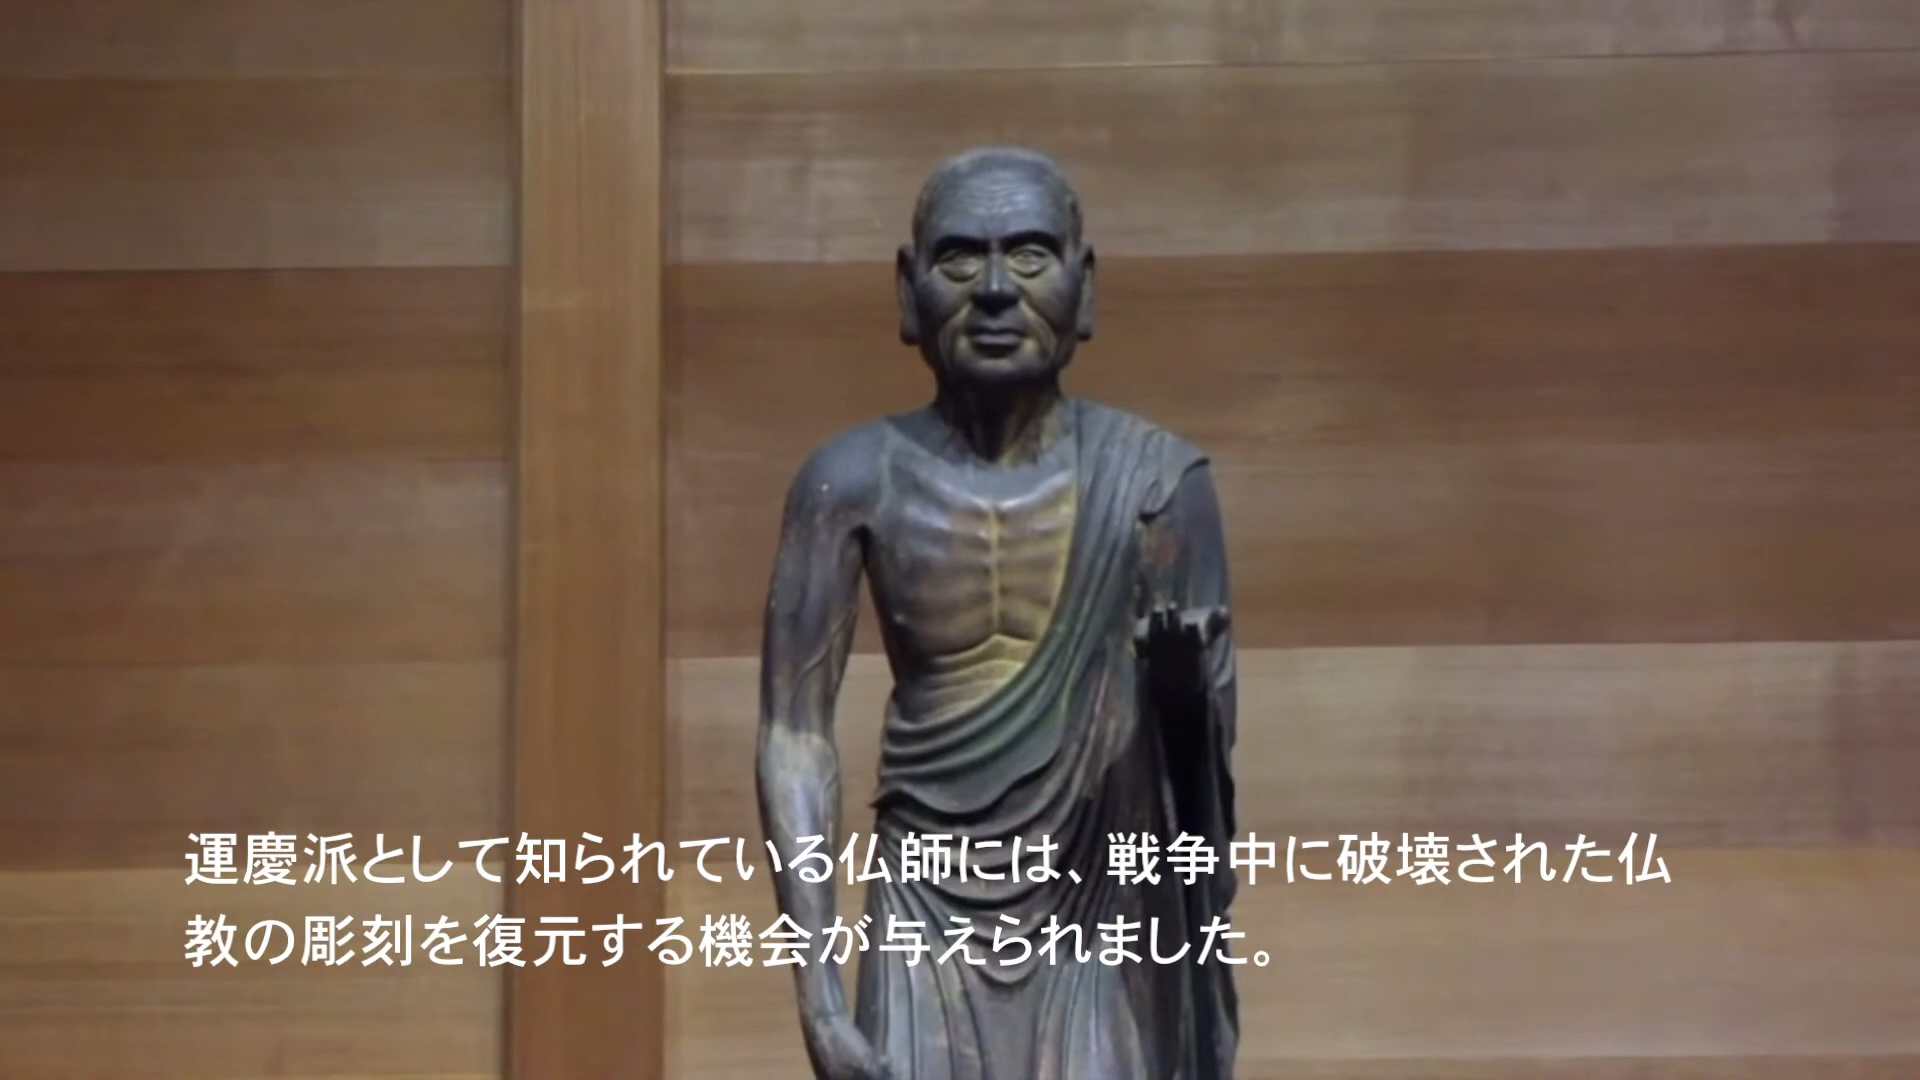 運慶派として知られている仏師には、戦争中に破壊された仏
教の彫刻を復元する機会が与えられました。